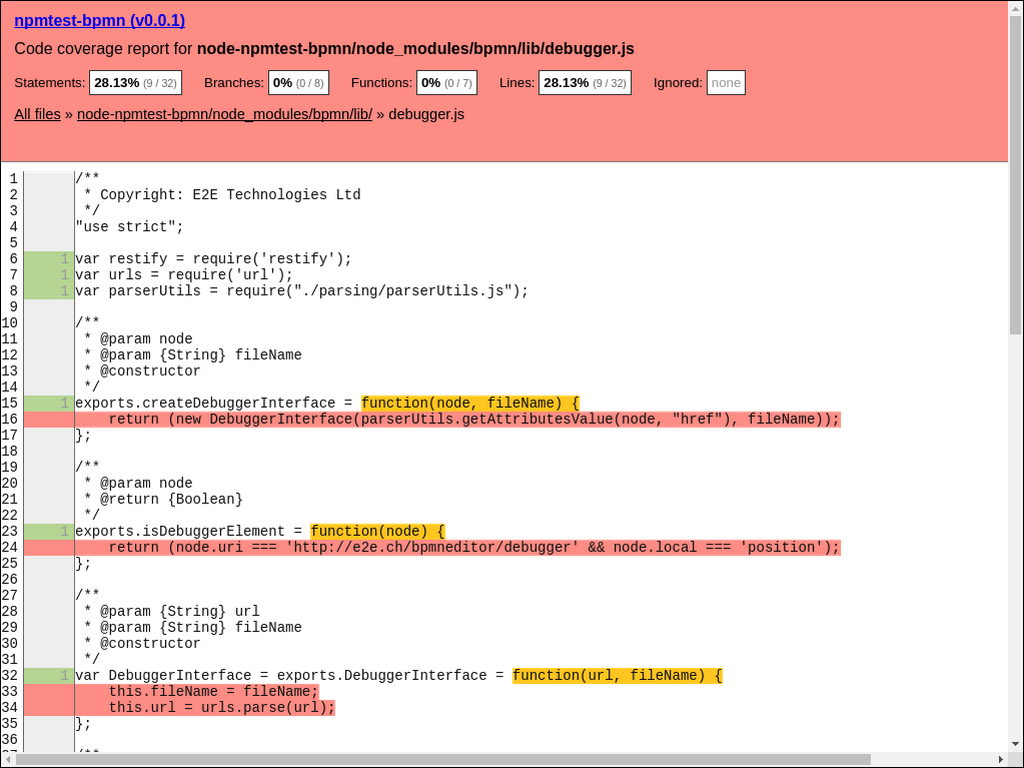 npmtest-bpmn (v0.0.1)
Code coverage report for node-npmtest-bpmn/node_modules/bpmn/lib/debugger.js
Statements: 28.13% (9 / 32) Branches: 0% (0 / 8) Functions: 0% (0 / 7) Lines: 28.13% (9 / 32) Ignored: none
All files » node-npmtest-bpmn/node_modules/bpmn/lib/ » debugger.js
1 /**
2  * Copyright: E2E Technologies Ltd
3  */
4 "use strict";
5
6 1 var restify = require('restify');
7 1 var urls = require('url');
8 1 var parserUtils = require("./parsing/parserUtils.js");
9
10 /**
11  * @param node
12  * @param {String} fileName
13  * @constructor
14  */
15 1 exports.createDebuggerInterface = function(node, fileName) {
16     return (new DebuggerInterface(parserUtils.getAttributesValue(node, "href"), fileName));
17 };
18
19 /**
20  * @param node
21  * @return {Boolean}
22  */
23 1 exports.isDebuggerElement = function(node) {
24     return (node.uri === 'http://e2e.ch/bpmneditor/debugger' && node.local === 'position');
25 };
26
27 /**
28  * @param {String} url
29  * @param {String} fileName
30  * @constructor
31  */
32 1 var DebuggerInterface = exports.DebuggerInterface = function(url, fileName) {
33     this.fileName = fileName;
34     this.url = urls.parse(url);
35 };
36